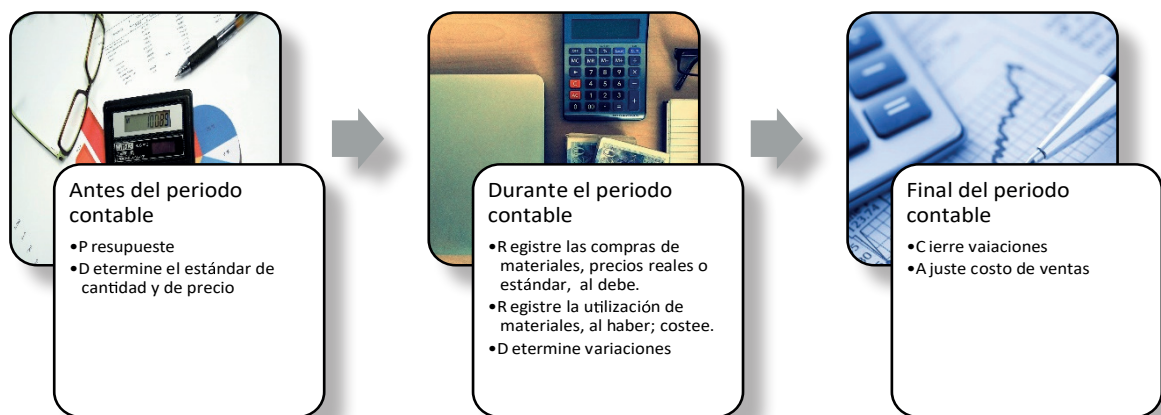 Antes del periodo
contable
•P resupueste
•D etermine el estándar de
cantidad y de precio
Durante el periodo
contable
•R egistre las compras de
materiales, precios reales o
estándar, al debe.
•R egistre la utilización de
materiales, al haber; costee.
•D etermine variaciones
Final del periodo
contable
•C ierre vaiaciones
•A juste costo de ventas